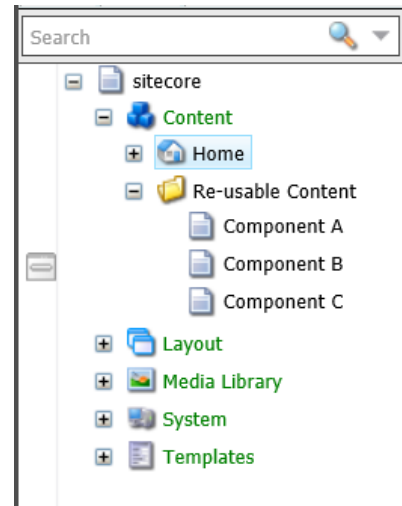 Search
sitecore
Content
Home
Re-usable Content
Component A
Component B
Component C
Layout
Media Library
System
Templates